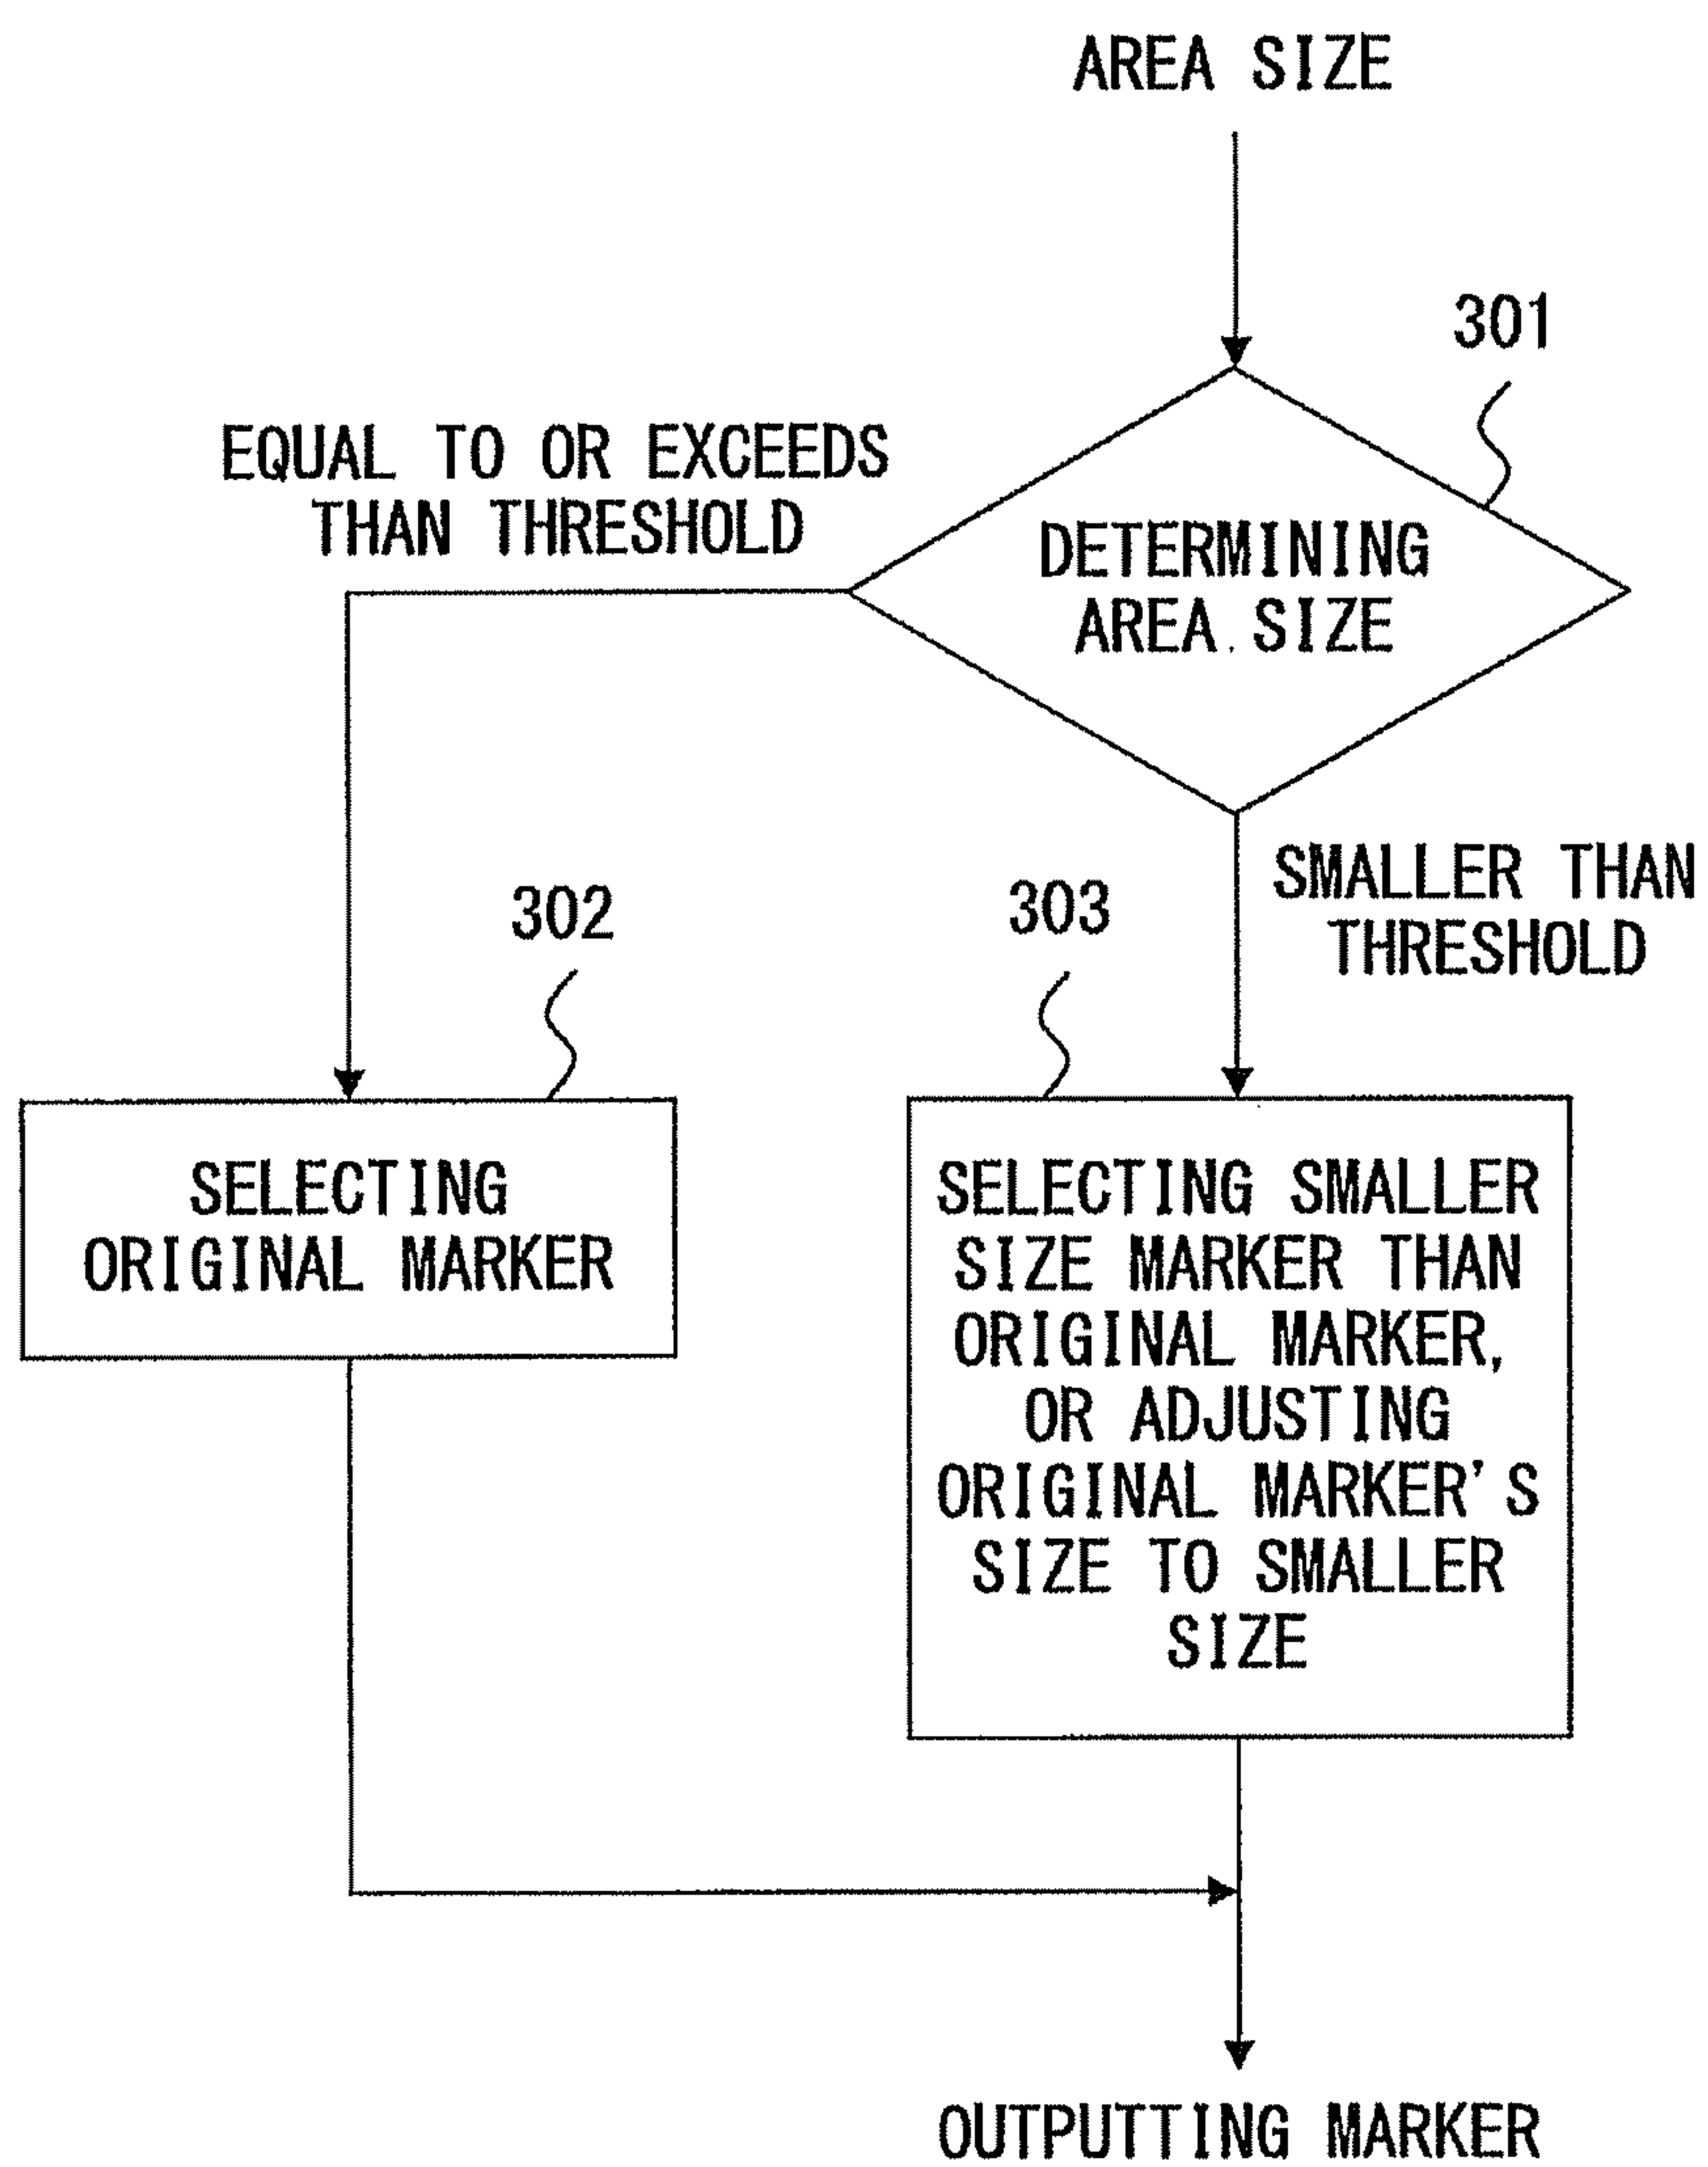 AREA SIZE
301
EQUAL TO OR EXCEEDS
THAN THRESHOLD
DETERMINING
AREA SIZE
SMALLER THAN
THRESHOLD
302
303
SELECTING
ORIGINAL MARKER
SELECTING SMALLER
SIZE MARKER THAN
ORIGINAL MARKER,
OR ADJUSTING
ORIGINAL MARKER'S
SIZE TO SMALLER
SIZE
OUTPUTTING MARKER